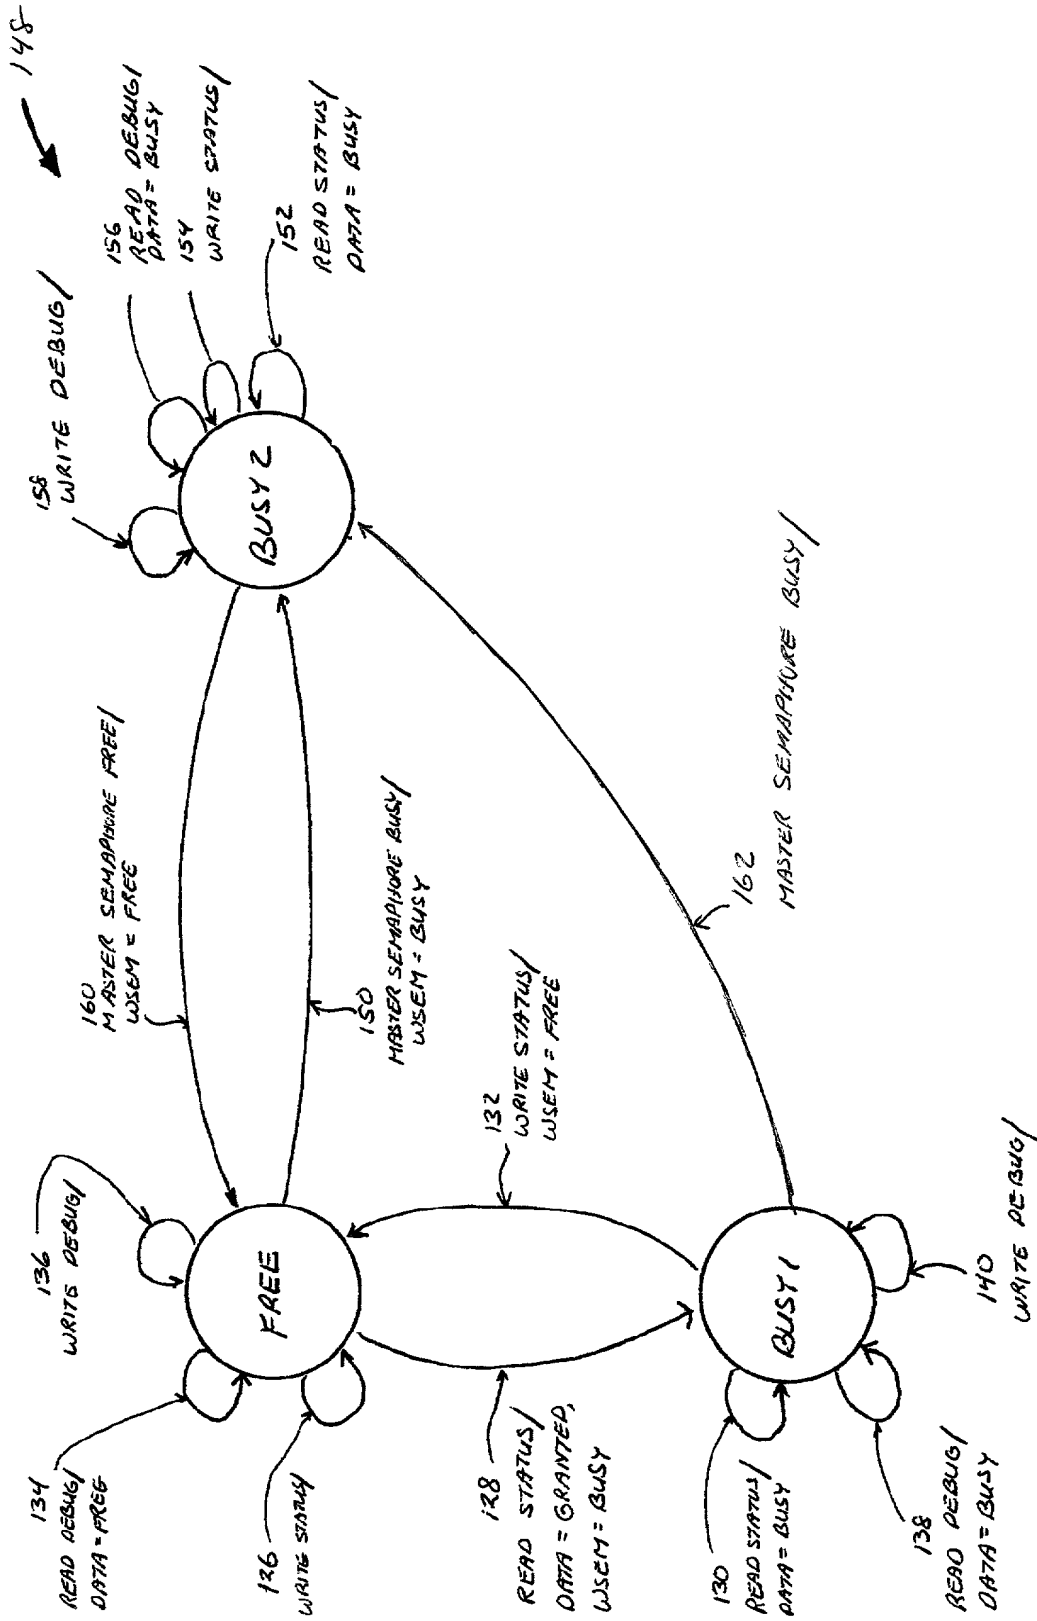 148
158
WRITE DEBUG/
156
READ DEBUG/
DATA = BUSY
154
WRITE STATUS/
152
READ STATUS/
DATA = BUSY
BUSY 2
160
MASTER SEMAPHORE FREE/
WSEM = FREE
150
MASTER SEMAPHORE BUSY/
WSEM = BUSY
162
MASTER SEMAPHORE BUSY/
136
WRITE DEBUG/
134
READ DEBUG/
DATA = FREE
126
WRITE STATUS/
FREE
132
WRITE STATUS/
WSEM = FREE
128
READ STATUS/
DATA = GRANTED,
WSEM = BUSY
BUSY 1
130
READ STATUS/
DATA = BUSY
138
READ DEBUG/
DATA = BUSY
140
WRITE DEBUG/